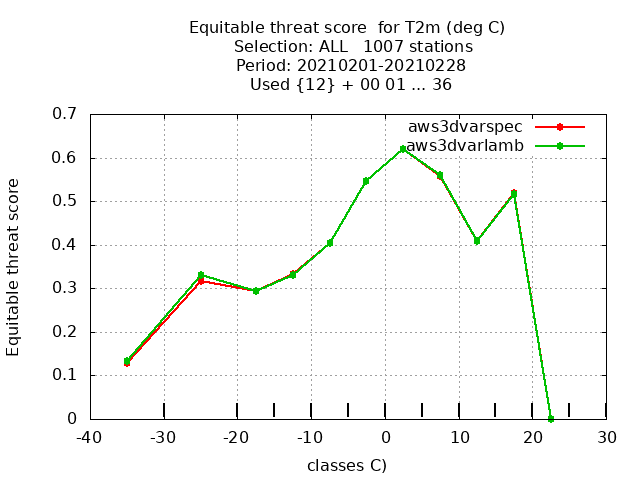 Equitable threat score  for T2m (deg C)
Selection: ALL   1007 stations
Period: 20210201-20210228
Used {12} + 00 01 ... 36
aws3dvarspec
aws3dvarlamb
Equitable threat score
0.7
0.6
0.5
0.4
0.3
0.2
0.1
0
-40 -30 -20 -10 0 10 20 30
classes C)